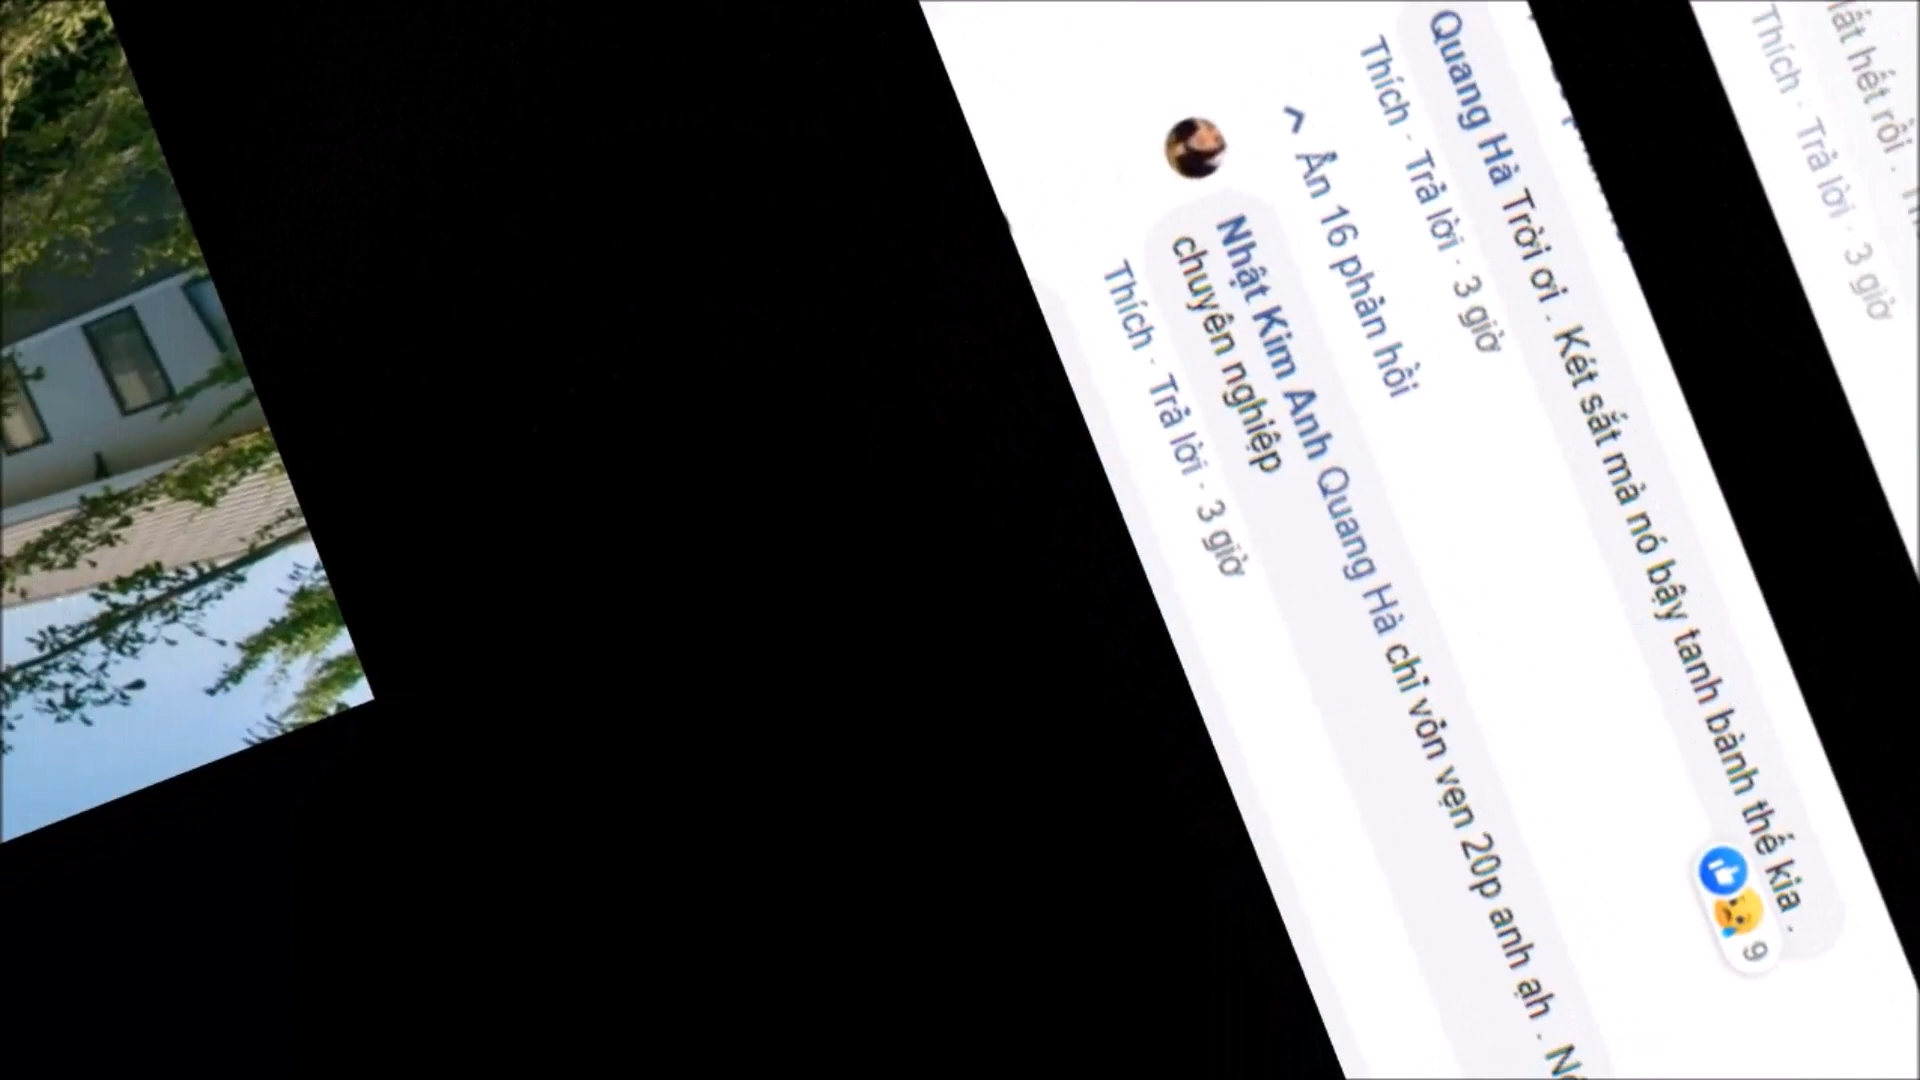 Quang Hà Trời ơi . Két sắt mà nó bậy tanh bành thế kia .
9
Thích · Trả lời · 3 giờ
Ẩn 16 phản hồi
Nhật Kim Anh Quang Hà chỉ vỏn vẹn 20p anh ạh .
chuyên nghiệp
Thích · Trả lời · 3 giờ
hết rồi .
Thích · Trả lời · 3 giờ